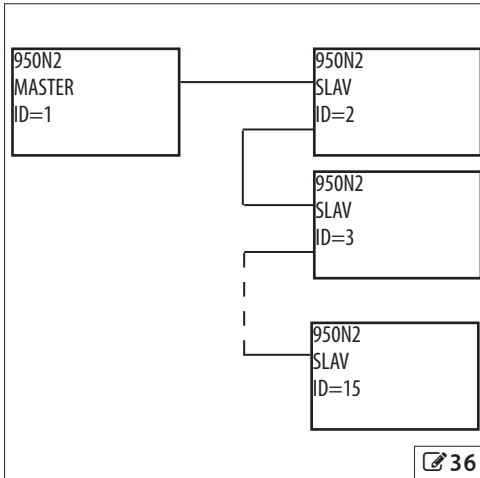 950N2
MASTER
ID=1
950N2
SLAV
ID=2
950N2
SLAV
ID=3
950N2
SLAV
ID=15
36